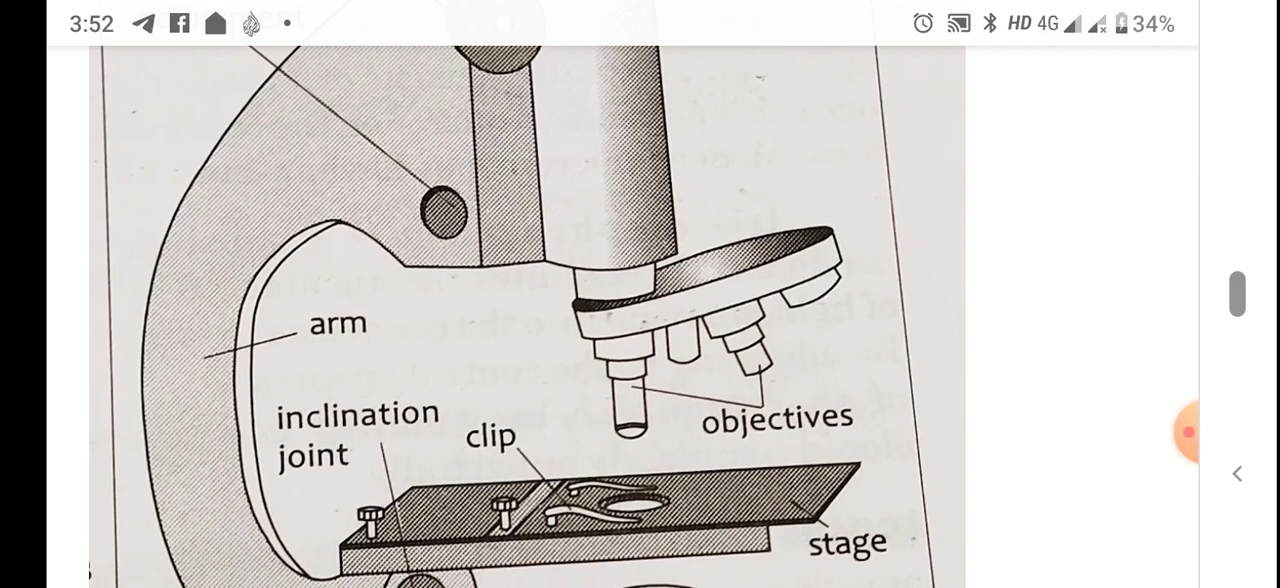 3:52 HD 4G 34%
arm
inclination
joint
clip
objectives
stage